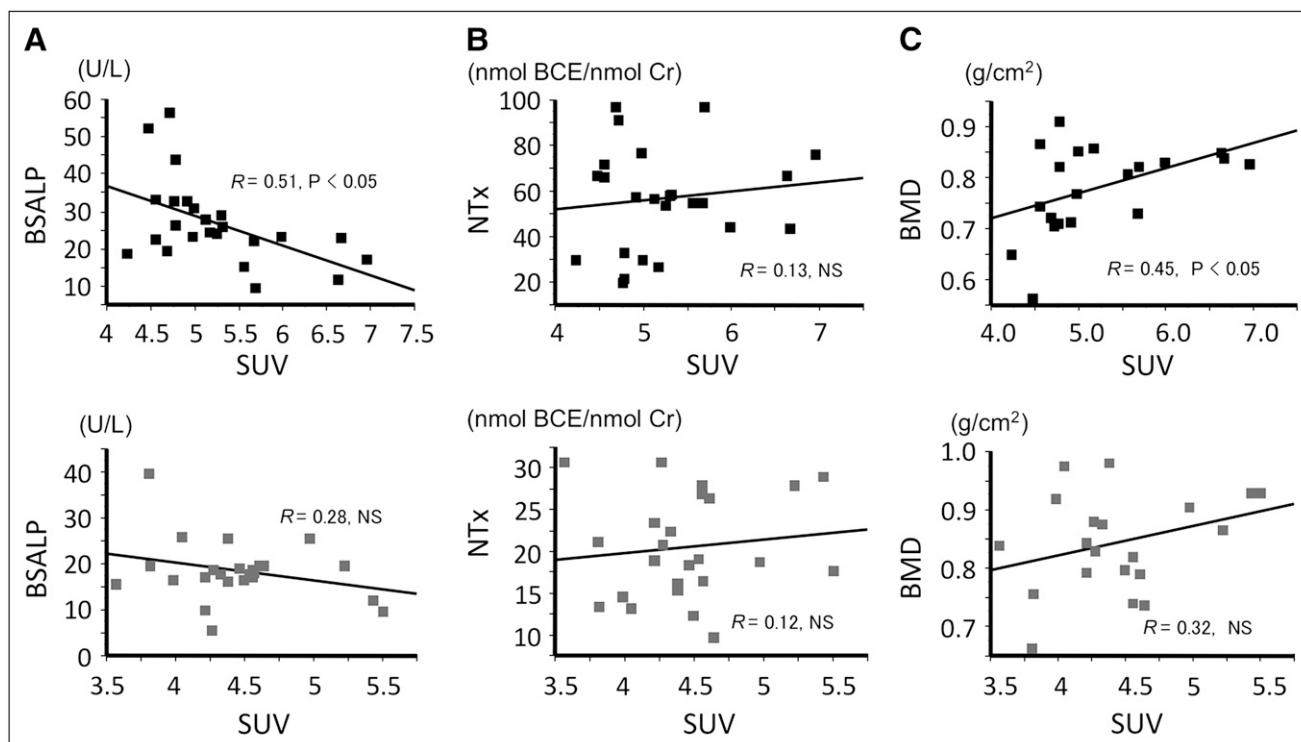 A
(U/L)
BSALP
60
50
40
30
20
10
R = 0.51, P < 0.05
4 4.5 5 5.5 6 6.5 7 7.5
SUV
B
(nmol BCE/nmol Cr)
NTx
100
80
60
40
20
R = 0.13, NS
4 5 6 7
SUV
C
(g/cm²)
BMD
0.9
0.8
0.7
0.6
R = 0.45, P < 0.05
4.0 5.0 6.0 7.0
SUV
(U/L)
BSALP
40
30
20
10
0
R = 0.28, NS
3.5 4 4.5 5 5.5
SUV
(nmol BCE/nmol Cr)
NTx
30
25
20
15
10
R = 0.12, NS
3.5 4 4.5 5 5.5
SUV
(g/cm²)
BMD
1.0
0.9
0.8
0.7
R = 0.32, NS
3.5 4 4.5 5 5.5
SUV